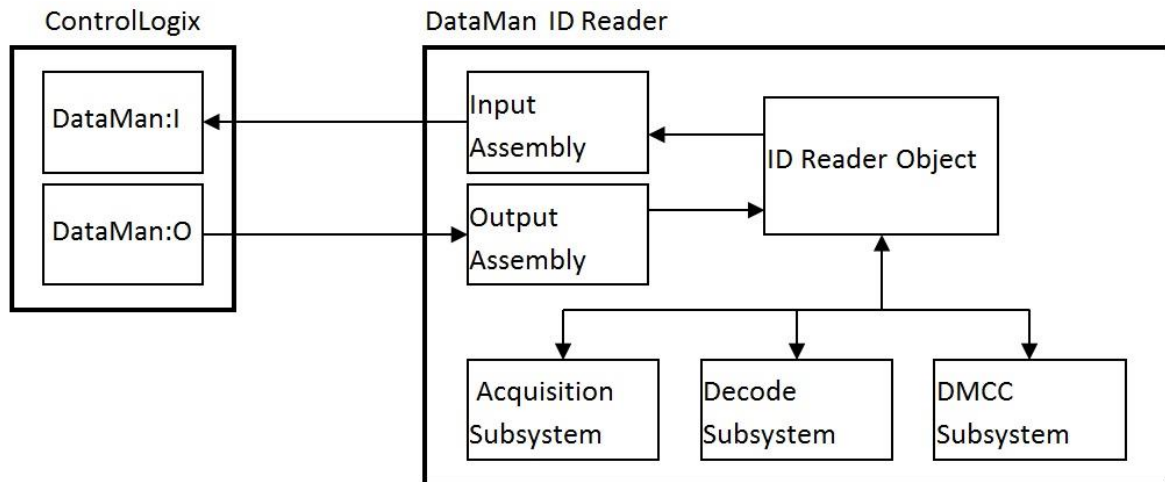 ControlLogix
DataMan ID Reader
DataMan:I
DataMan:O
Input
Assembly
Output
Assembly
ID Reader Object
Acquisition
Subsystem
Decode
Subsystem
DMCC
Subsystem